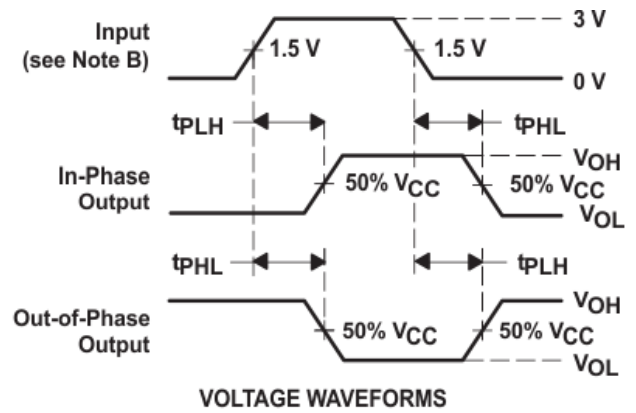 Input
(see Note B)
1.5 V
1.5 V
3 V
0 V
tPLH
tPHL
In-Phase
Output
50% VCC
VOH
50% VCC
VOL
tPHL
tPLH
Out-of-Phase
Output
50% VCC
VOH
50% VCC
VOL
VOLTAGE WAVEFORMS